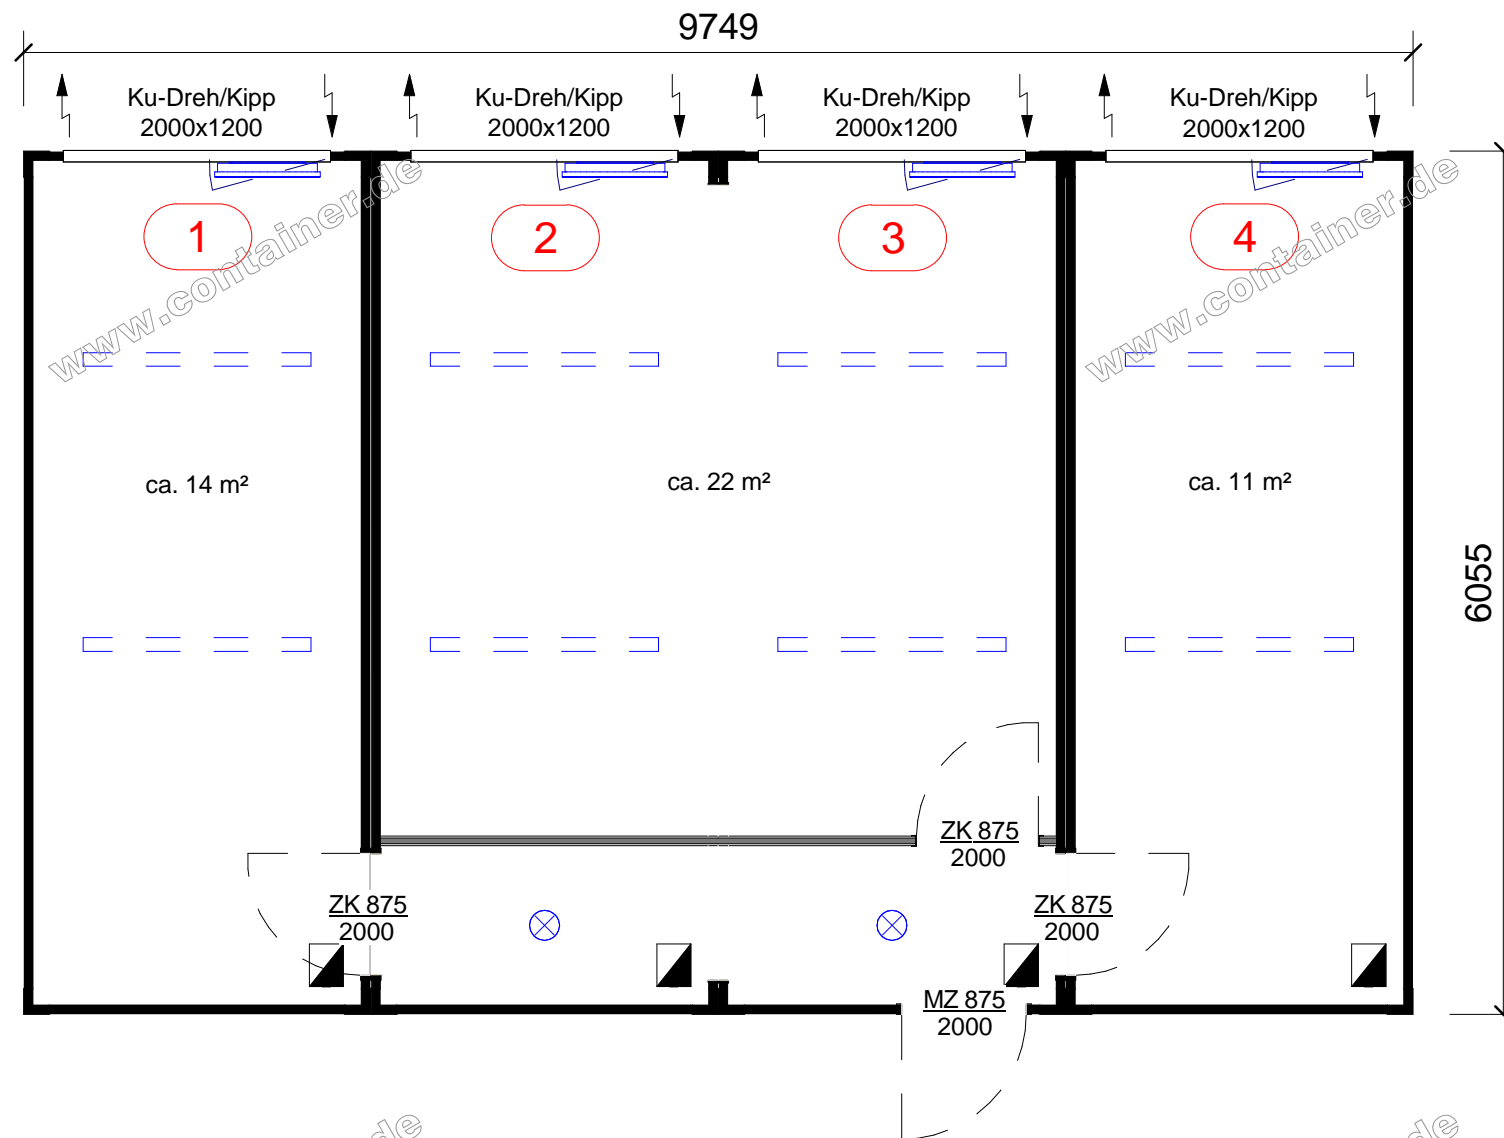 9749
Ku-Dreh/Kipp
2000x1200
Ku-Dreh/Kipp
2000x1200
Ku-Dreh/Kipp
2000x1200
Ku-Dreh/Kipp
2000x1200
1
2
3
4
www.container.de
www.container.de
ca. 14 m²
ca. 22 m²
ca. 11 m²
6055
ZK 875
2000
ZK 875
2000
ZK 875
2000
MZ 875
2000
.de
.de